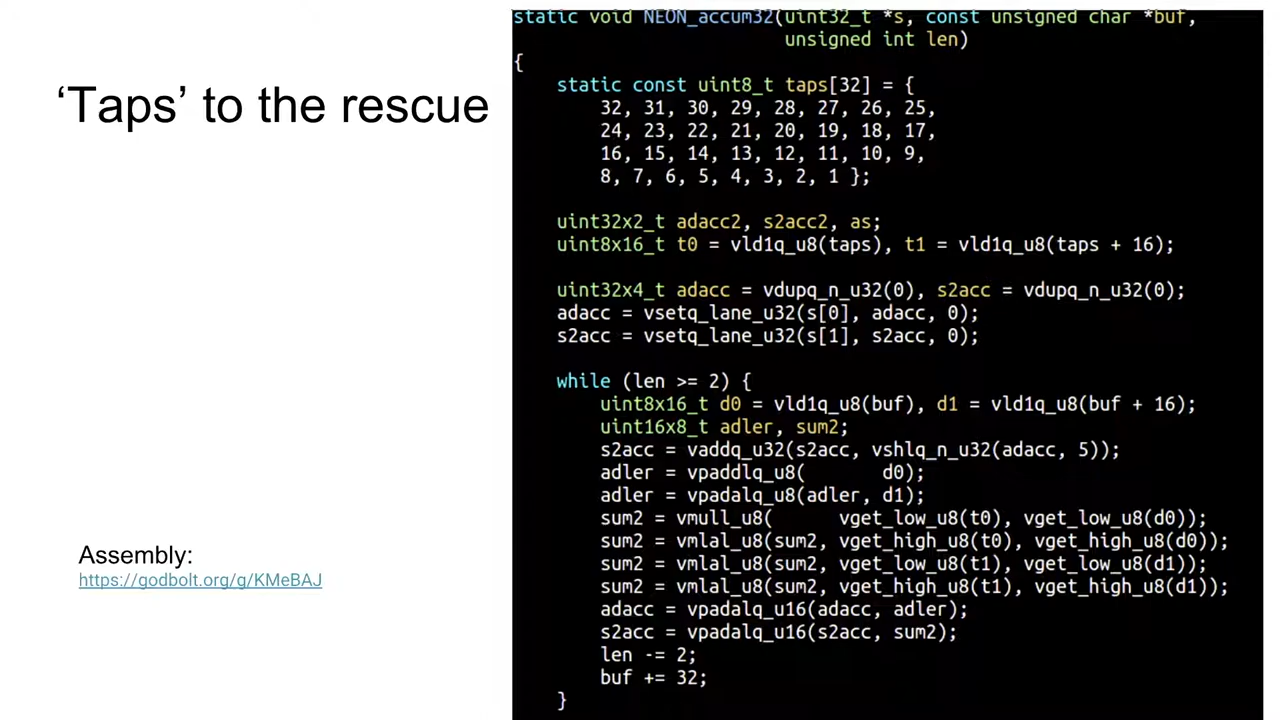 ‘Taps’ to the rescue
Assembly:
https://godbolt.org/g/KMeBAJ
static void NEON_accum32(uint32_t *s, const unsigned char *buf,
                         unsigned int len)
{
    static const uint8_t taps[32] = {
        32, 31, 30, 29, 28, 27, 26, 25,
        24, 23, 22, 21, 20, 19, 18, 17,
        16, 15, 14, 13, 12, 11, 10, 9,
        8, 7, 6, 5, 4, 3, 2, 1 };
    uint32x2_t adacc2, s2acc2, as;
    uint8x16_t t0 = vld1q_u8(taps), t1 = vld1q_u8(taps + 16);
    uint32x4_t adacc = vdupq_n_u32(0), s2acc = vdupq_n_u32(0);
    adacc = vsetq_lane_u32(s[0], adacc, 0);
    s2acc = vsetq_lane_u32(s[1], s2acc, 0);
    while (len >= 2) {
        uint8x16_t d0 = vld1q_u8(buf), d1 = vld1q_u8(buf + 16);
        uint16x8_t adler, sum2;
        s2acc = vaddq_u32(s2acc, vshlq_n_u32(adacc, 5));
        adler = vpaddlq_u8(       d0);
        adler = vpadalq_u8(adler, d1);
        sum2 = vmull_u8(      vget_low_u8(t0), vget_low_u8(d0));
        sum2 = vmlal_u8(sum2, vget_high_u8(t0), vget_high_u8(d0));
        sum2 = vmlal_u8(sum2, vget_low_u8(t1), vget_low_u8(d1));
        sum2 = vmlal_u8(sum2, vget_high_u8(t1), vget_high_u8(d1));
        adacc = vpadalq_u16(adacc, adler);
        s2acc = vpadalq_u16(s2acc, sum2);
        len -= 2;
        buf += 32;
    }